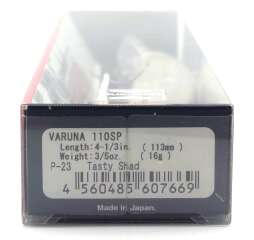 VARUNA 110SP
Length:4-1/3in. ( 113mm )
Weight:3/5oz ( 16g )
P-23 Tasty Shad
4 560485 607669
Made in Japan.